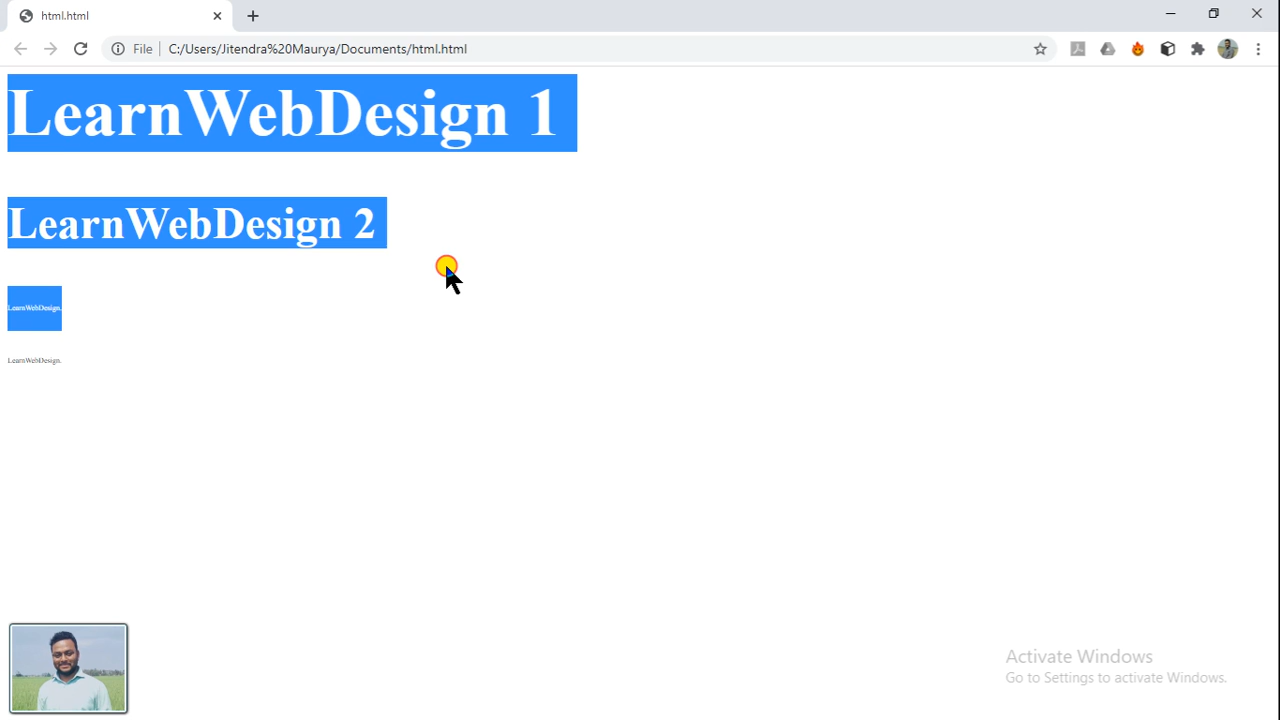 html.html
File
C:/Users/Jitendra%20Maurya/Documents/html.html
LearnWebDesign 1
LearnWebDesign 2
LearnWebDesign.
LearnWebDesign.
Activate Windows
Go to Settings to activate Windows.